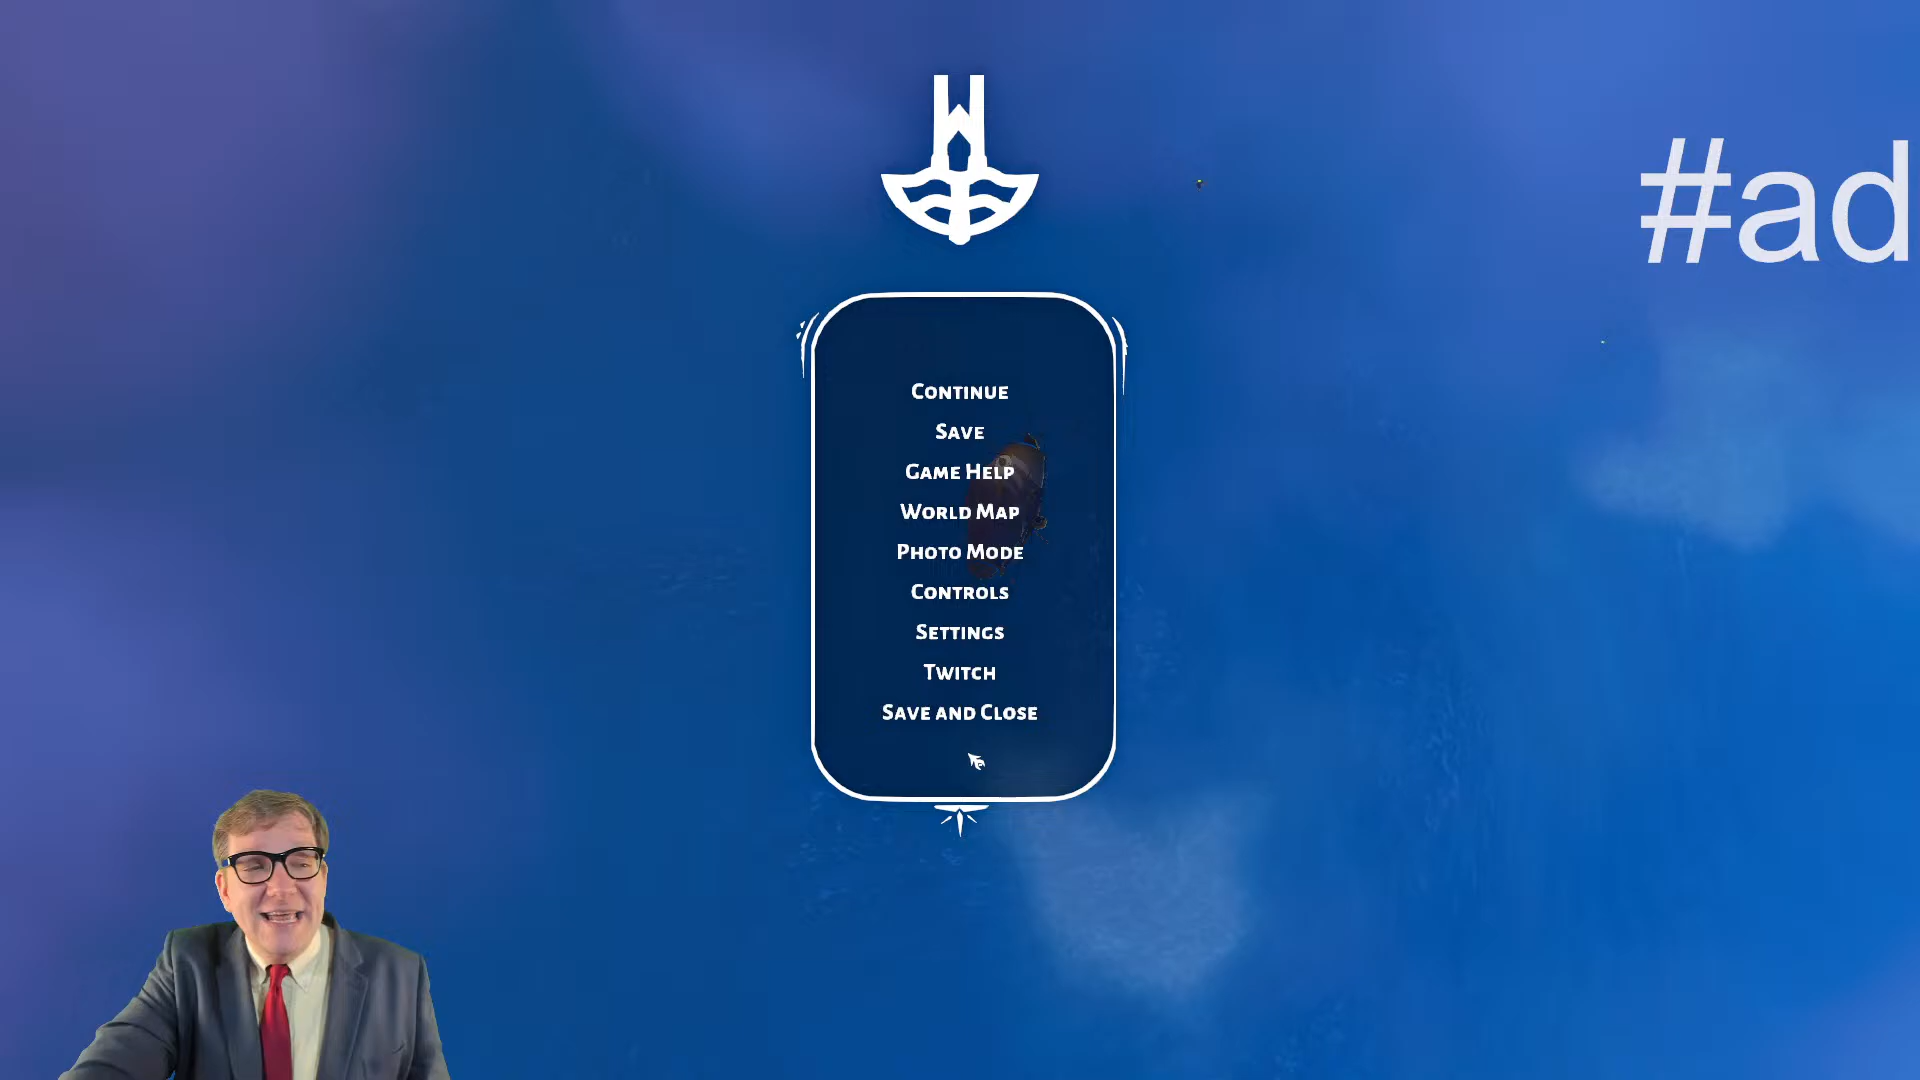 #ad
Continue
Save
Game Help
World Map
Photo Mode
Controls
Settings
Twitch
Save and Close